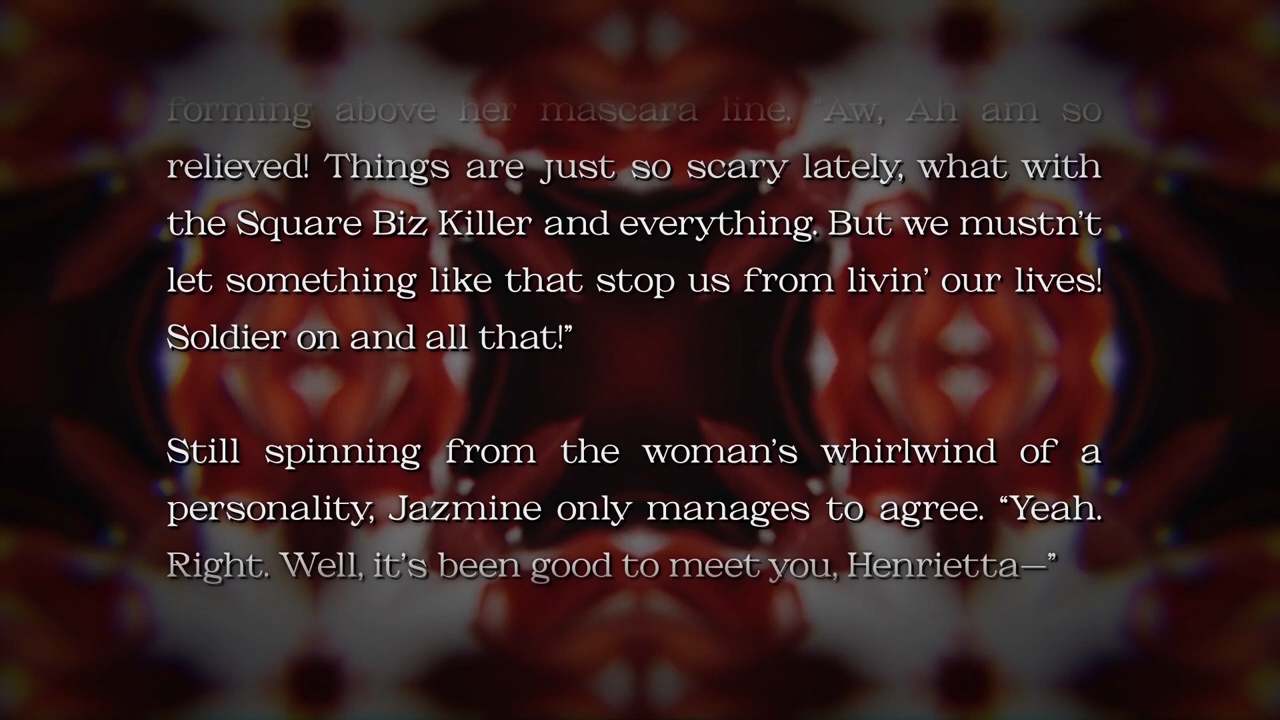 forming above her mascara line. “Aw, Ah am so
relieved! Things are just so scary lately, what with
the Square Biz Killer and everything. But we mustn’t
let something like that stop us from livin’ our lives!
Soldier on and all that!”
Still spinning from the woman’s whirlwind of a
personality, Jazmine only manages to agree. “Yeah.
Right. Well, it’s been good to meet you, Henrietta—”